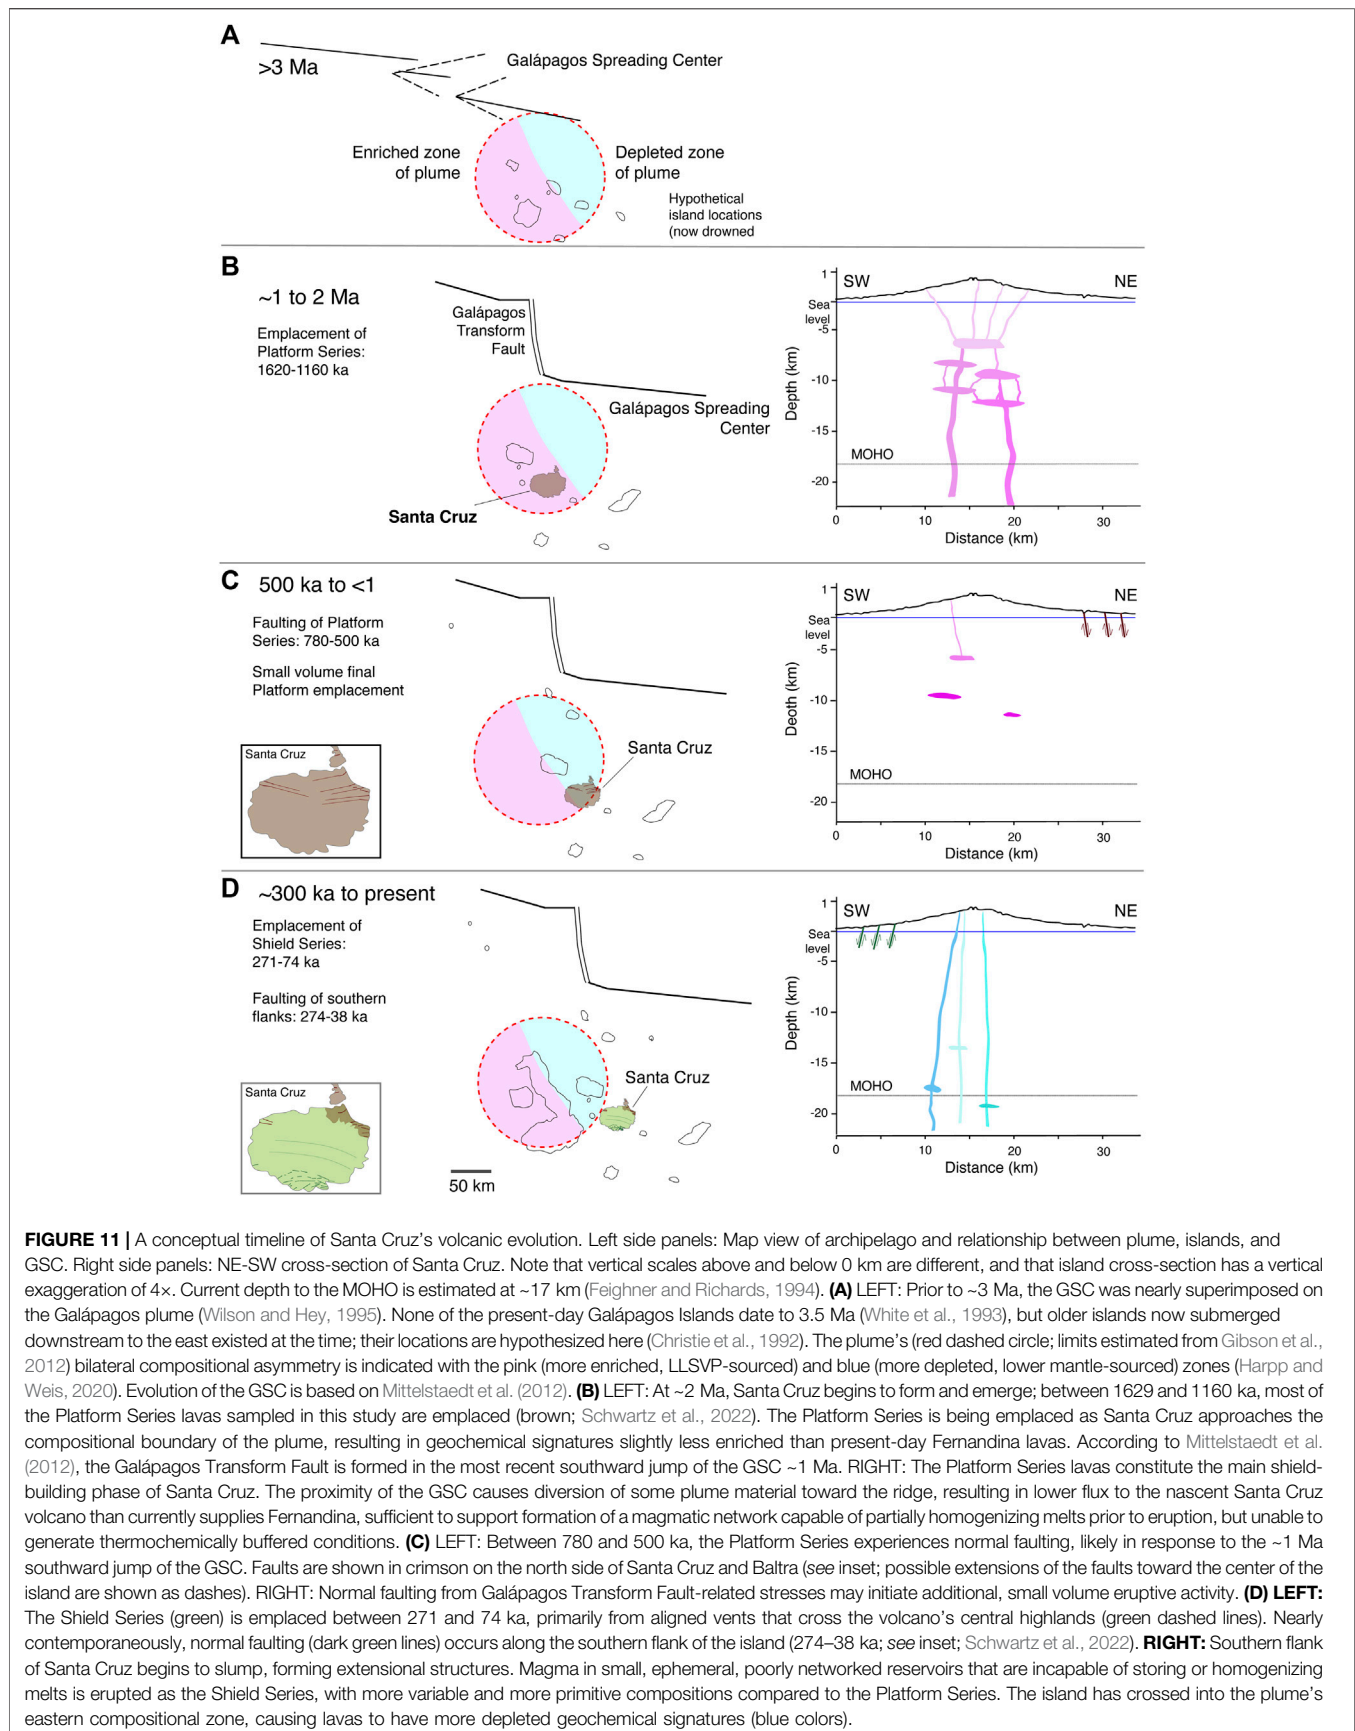 A
>3 Ma
Galápagos Spreading Center
Enriched zone
of plume
Depleted zone
of plume
Hypothetical
island locations
(now drowned
B
~1 to 2 Ma
Emplacement of
Platform Series:
1620-1160 ka
Galápagos
Transform
Fault
Galápagos Spreading
Center
Santa Cruz
SW
NE
1
Sea
level
-5
-10
-15
-20
Depth (km)
MOHO
0
10
20
30
Distance (km)
C
500 ka to <1
Faulting of Platform
Series: 780-500 ka
Small volume final
Platform emplacement
Santa Cruz
Santa Cruz
SW
NE
1
Sea
level
-5
-10
-15
-20
Deoth (km)
MOHO
0
10
20
30
Distance (km)
D
~300 ka to present
Emplacement of
Shield Series:
271-74 ka
Faulting of southern
flanks: 274-38 ka
Santa Cruz
Santa Cruz
50 km
SW
NE
1
Sea
level
-5
-10
-15
-20
Depth (km)
MOHO
0
10
20
30
Distance (km)
FIGURE 11 | A conceptual timeline of Santa Cruz's volcanic evolution. Left side panels: Map view of archipelago and relationship between plume, islands, and
GSC. Right side panels: NE-SW cross-section of Santa Cruz. Note that vertical scales above and below 0 km are different, and that island cross-section has a vertical
exaggeration of 4×. Current depth to the MOHO is estimated at ~17 km (Feighner and Richards, 1994). (A) LEFT: Prior to ~3 Ma, the GSC was nearly superimposed on
the Galápagos plume (Wilson and Hey, 1995). None of the present-day Galápagos Islands date to 3.5 Ma (White et al., 1993), but older islands now submerged
downstream to the east existed at the time; their locations are hypothesized here (Christie et al., 1992). The plume's (red dashed circle; limits estimated from Gibson et al.,
2012) bilateral compositional asymmetry is indicated with the pink (more enriched, LLSVP-sourced) and blue (more depleted, lower mantle-sourced) zones (Harpp and
Weis, 2020). Evolution of the GSC is based on Mittelstaedt et al. (2012). (B) LEFT: At ~2 Ma, Santa Cruz begins to form and emerge; between 1629 and 1160 ka, most of
the Platform Series lavas sampled in this study are emplaced (brown; Schwartz et al., 2022). The Platform Series is being emplaced as Santa Cruz approaches the
compositional boundary of the plume, resulting in geochemical signatures slightly less enriched than present-day Fernandina lavas. According to Mittelstaedt et al.
(2012), the Galápagos Transform Fault is formed in the most recent southward jump of the GSC ~1 Ma. RIGHT: The Platform Series lavas constitute the main shield-
building phase of Santa Cruz. The proximity of the GSC causes diversion of some plume material toward the ridge, resulting in lower flux to the nascent Santa Cruz
volcano than currently supplies Fernandina, sufficient to support formation of a magmatic network capable of partially homogenizing melts prior to eruption, but unable to
generate thermochemically buffered conditions. (C) LEFT: Between 780 and 500 ka, the Platform Series experiences normal faulting, likely in response to the ~1 Ma
southward jump of the GSC. Faults are shown in crimson on the north side of Santa Cruz and Baltra (see inset; possible extensions of the faults toward the center of the
island are shown as dashes). RIGHT: Normal faulting from Galápagos Transform Fault-related stresses may initiate additional, small volume eruptive activity. (D) LEFT:
The Shield Series (green) is emplaced between 271 and 74 ka, primarily from aligned vents that cross the volcano's central highlands (green dashed lines). Nearly
contemporaneously, normal faulting (dark green lines) occurs along the southern flank of the island (274–38 ka; see inset; Schwartz et al., 2022). RIGHT: Southern flank
of Santa Cruz begins to slump, forming extensional structures. Magma in small, ephemeral, poorly networked reservoirs that are incapable of storing or homogenizing
melts is erupted as the Shield Series, with more variable and more primitive compositions compared to the Platform Series. The island has crossed into the plume's
eastern compositional zone, causing lavas to have more depleted geochemical signatures (blue colors).